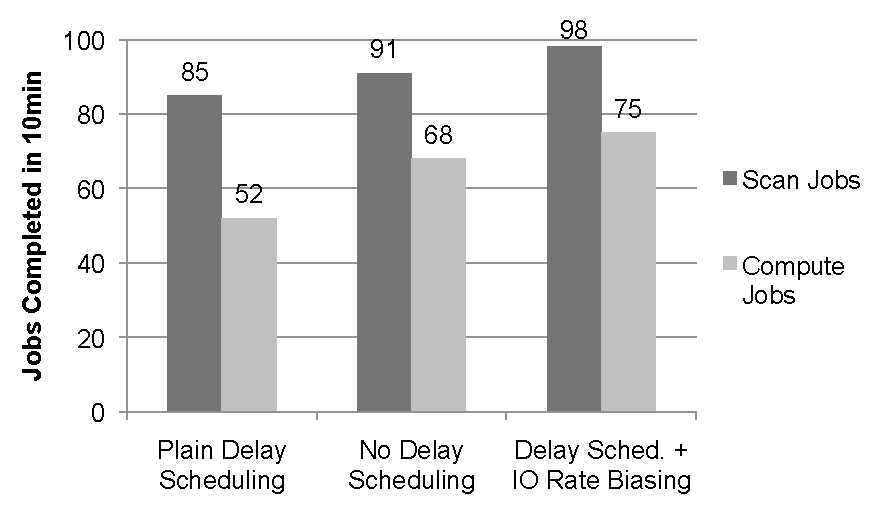 Jobs Completed in 10min
100
80
60
40
20
0
85
52
91
68
98
75
Plain Delay
Scheduling
No Delay
Scheduling
Delay Sched. +
IO Rate Biasing
Scan Jobs
Compute
Jobs